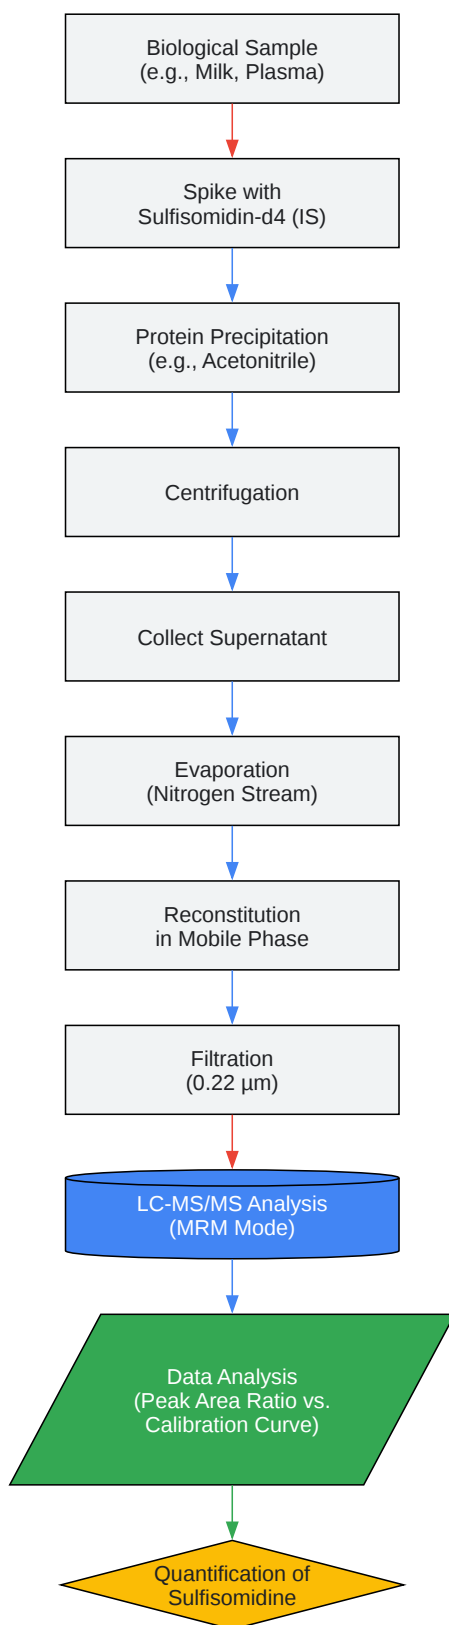 Biological Sample
(e.g., Milk, Plasma)
Spike with
Sulfisomidin-d4 (IS)
Protein Precipitation
(e.g., Acetonitrile)
Centrifugation
Collect Supernatant
Evaporation
(Nitrogen Stream)
Reconstitution
in Mobile Phase
Filtration
(0.22 µm)
LC-MS/MS Analysis
(MRM Mode)
Data Analysis
(Peak Area Ratio vs.
Calibration Curve)
Quantification of
Sulfisomidine